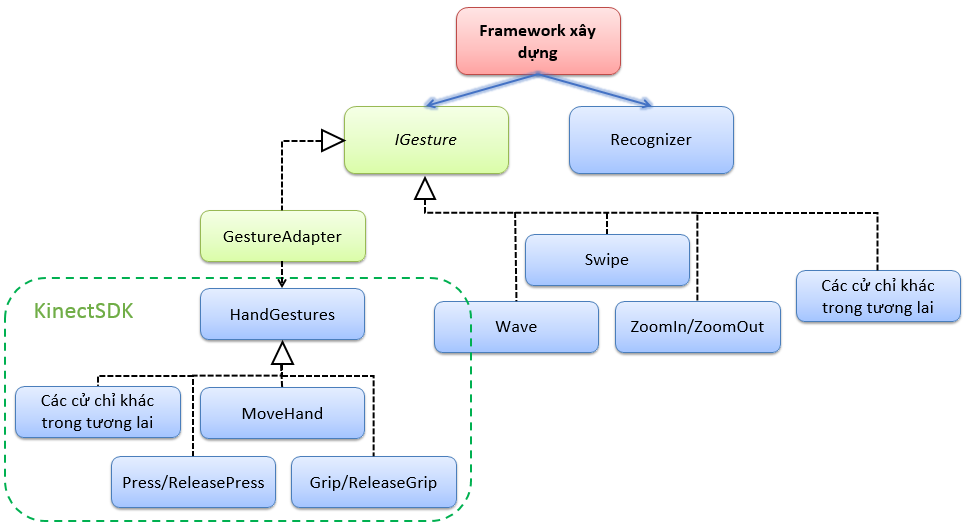 Framework xây
dựng
IGesture
Recognizer
GestureAdapter
Swipe
Các cử chỉ khác
trong tương lai
KinectSDK
HandGestures
Wave
ZoomIn/ZoomOut
Các cử chỉ khác
trong tương lai
MoveHand
Press/ReleasePress
Grip/ReleaseGrip